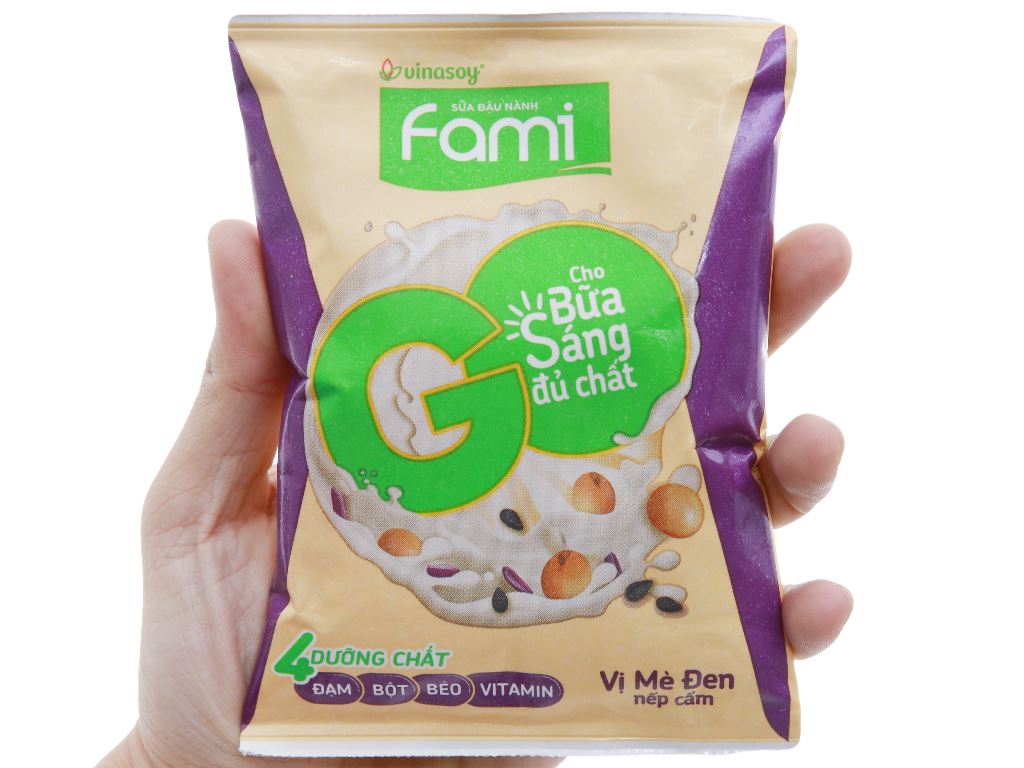 vinasoy®
SỮA ĐẬU NÀNH
Fami
GO
Cho
Bữa
Sáng
đủ chất
4 DƯỠNG CHẤT
ĐẠM BỘT BÉO VITAMIN
Vị Mè Đen
nếp cẩm